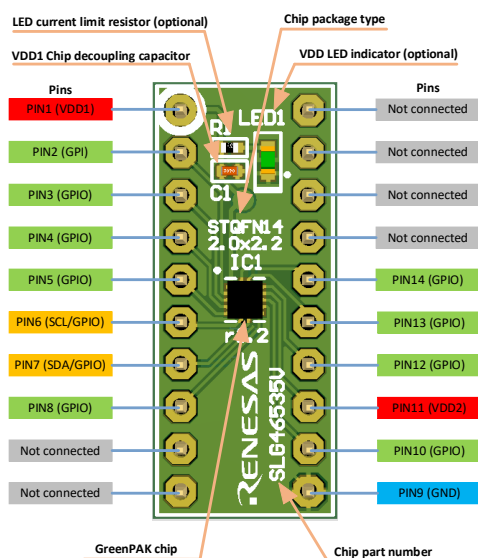 LED current limit resistor (optional)
Chip package type
VDD1 Chip decoupling capacitor
VDD LED indicator (optional)
Pins
Pins
PIN1 (VDD1)
PIN2 (GPI)
PIN3 (GPIO)
PIN4 (GPIO)
PIN5 (GPIO)
PIN6 (SCL/GPIO)
PIN7 (SDA/GPIO)
PIN8 (GPIO)
Not connected
Not connected
LED1
R1
C1
STQFN14
2.0x2.2
IC1
RENESAS
SLG46535V
Not connected
Not connected
Not connected
Not connected
PIN14 (GPIO)
PIN13 (GPIO)
PIN12 (GPIO)
PIN11 (VDD2)
PIN10 (GPIO)
PIN9 (GND)
GreenPAK chip
Chip part number